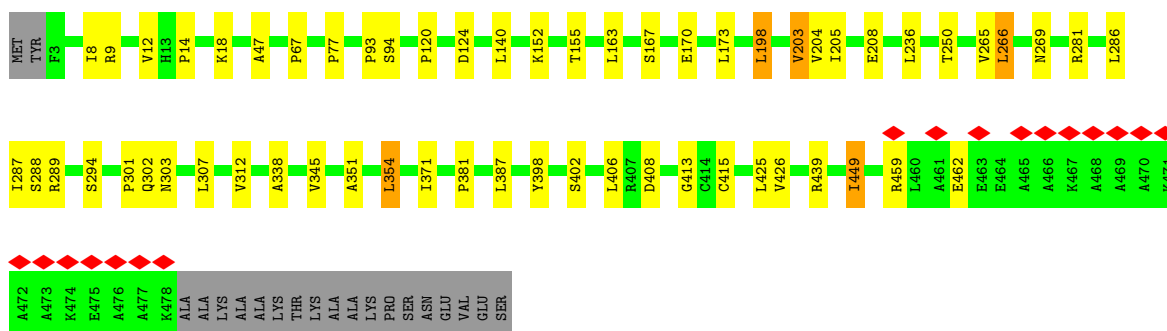 MET TYR F3 I8 R9 V12 H13 P14 K18 A47 P67 P77 P93 S94 P120 D124 L140 K152 T155 L163 S167 E170 L173 L198 V203 V204 I205 E208 L236 T250 V265 L266 N269 R281 L286
I287 S288 R289 S294 P301 Q302 N303 L307 V312 A338 V345 A351 L354 I371 P381 L387 Y398 S402 L406 R407 D408 G413 C414 C415 L425 V426 R439 I449 R459 L460 A461 E462 E463 E464 A465 A466 K467 A468 A469 A470 K471
A472 A473 K474 E475 A476 A477 K478 ALA ALA LYS ALA ALA LYS THR LYS ALA ALA LYS PRO SER ASN GLU VAL GLU SER